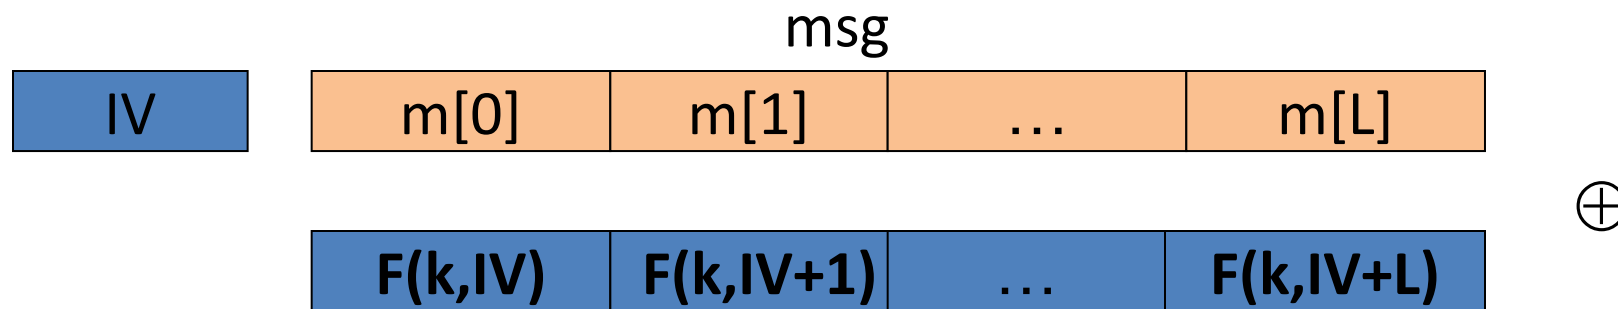 msg
IV m[0] m[1] … m[L]
⊕
F(k,IV) F(k,IV+1) … F(k,IV+L)